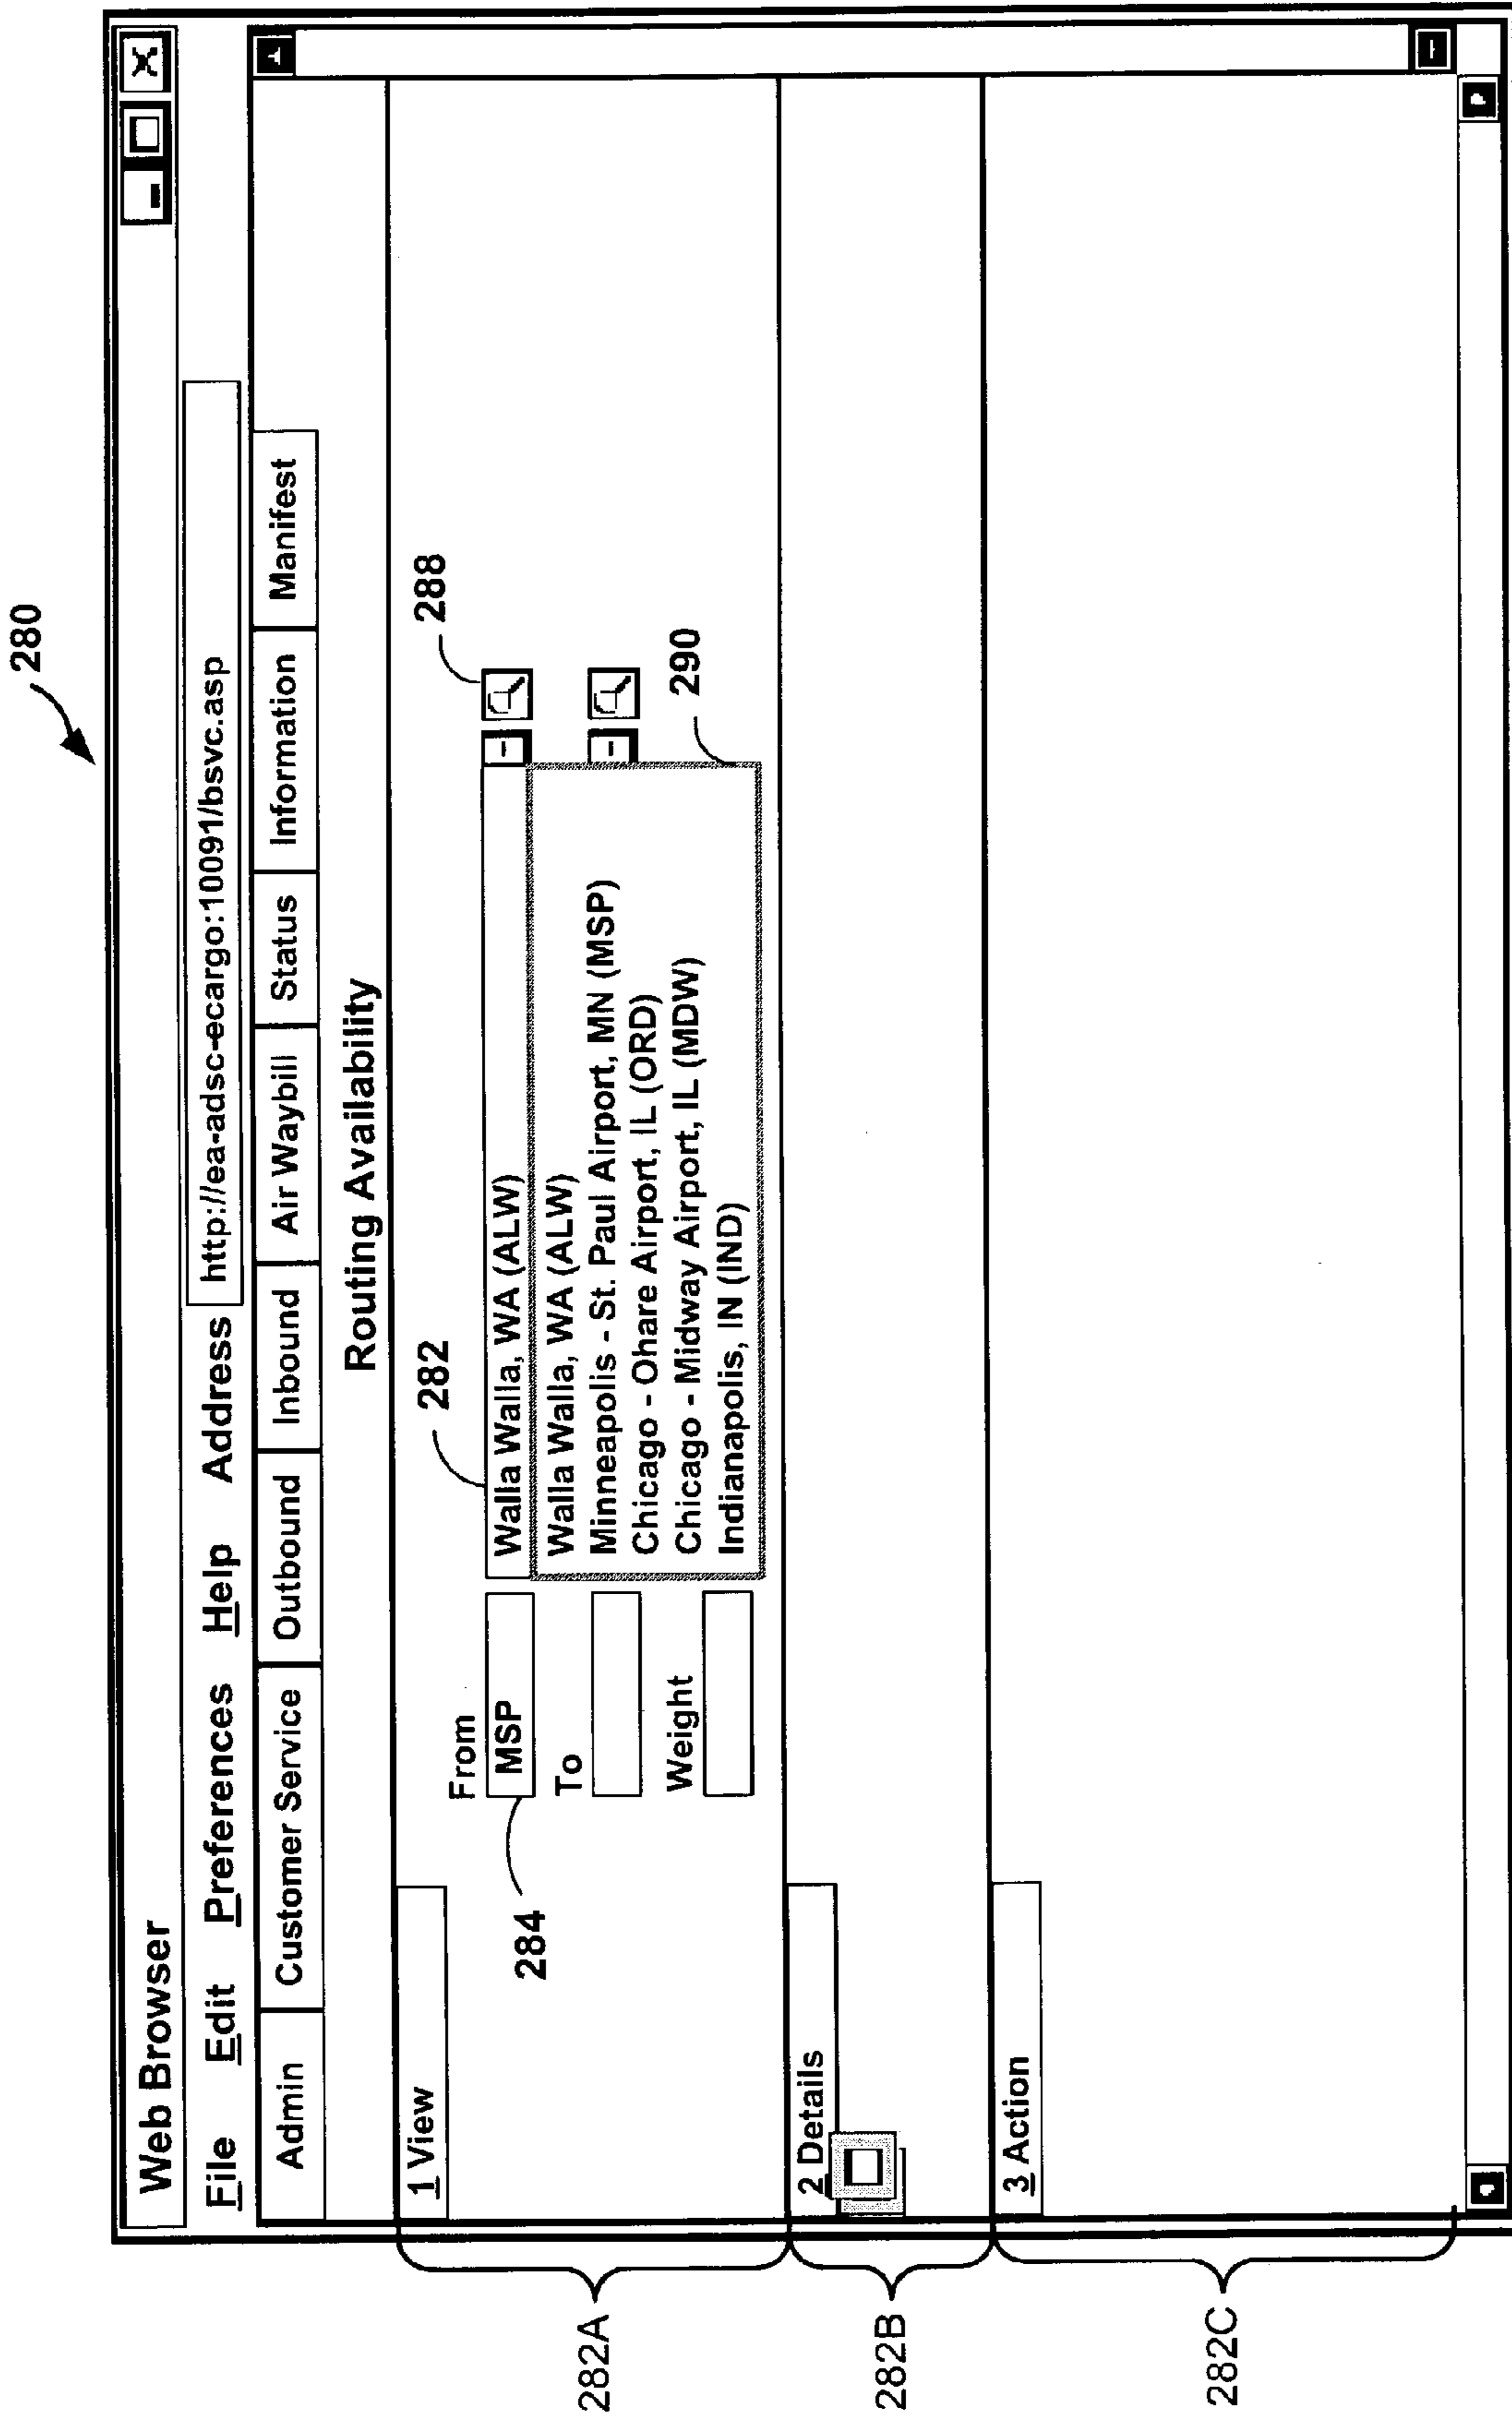 280
Web Browser
File Edit Preferences Help Address http://ea-adsc-ecargo:10091/bsvc.asp
Admin Customer Service Outbound Inbound Air Waybill Status Information Manifest
Routing Availability
282A
1 View
282
288
From
284
MSP
Walla Walla, WA (ALW)
To
Walla Walla, WA (ALW)
Minneapolis - St. Paul Airport, MN (MSP)
Chicago - Ohare Airport, IL (ORD)
Chicago - Midway Airport, IL (MDW)
Indianapolis, IN (IND)
290
Weight
282B
2 Details
282C
3 Action